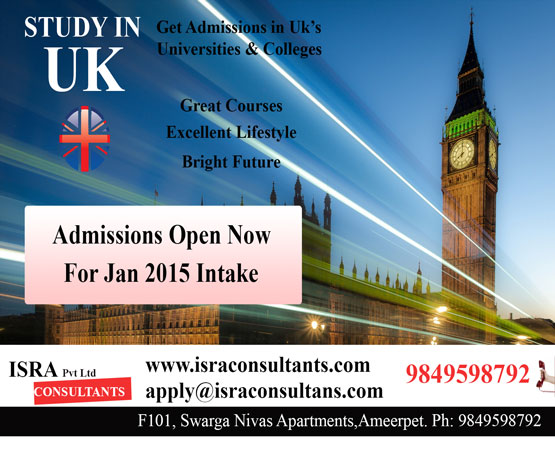 STUDY IN
UK
Get Admissions in Uk's
Universities & Colleges
Great Courses
Excellent Lifestyle
Bright Future
Admissions Open Now
For Jan 2015 Intake
ISRA Pvt Ltd
CONSULTANTS
www.israconsultants.com
apply@israconsultans.com
9849598792
F101, Swarga Nivas Apartments,Ameerpet. Ph: 9849598792